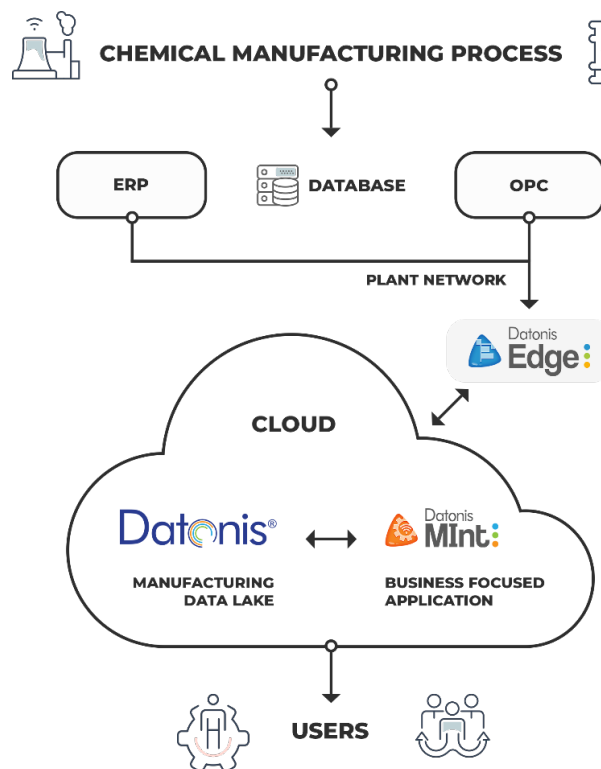 CHEMICAL MANUFACTURING PROCESS
ERP
DATABASE
OPC
PLANT NETWORK
Datonis
Edge
CLOUD
Datonis®
Datonis
MInt
MANUFACTURING
DATA LAKE
BUSINESS FOCUSED
APPLICATION
USERS